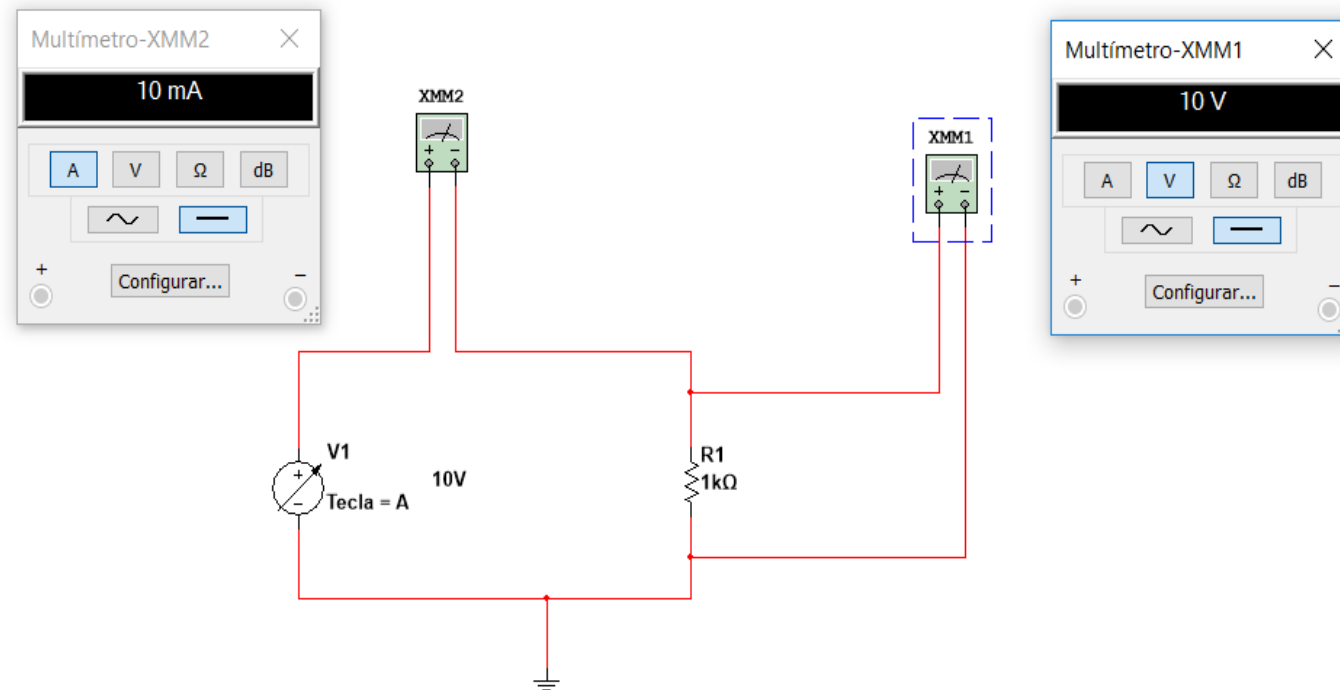 Multímetro-XMM2
10 mA
A V Ω dB
+ Configurar... −
XMM2
+ −
XMM1
+ −
Multímetro-XMM1
10 V
A V Ω dB
+ Configurar... −
V1
+
−
Tecla = A
10V
R1
1kΩ